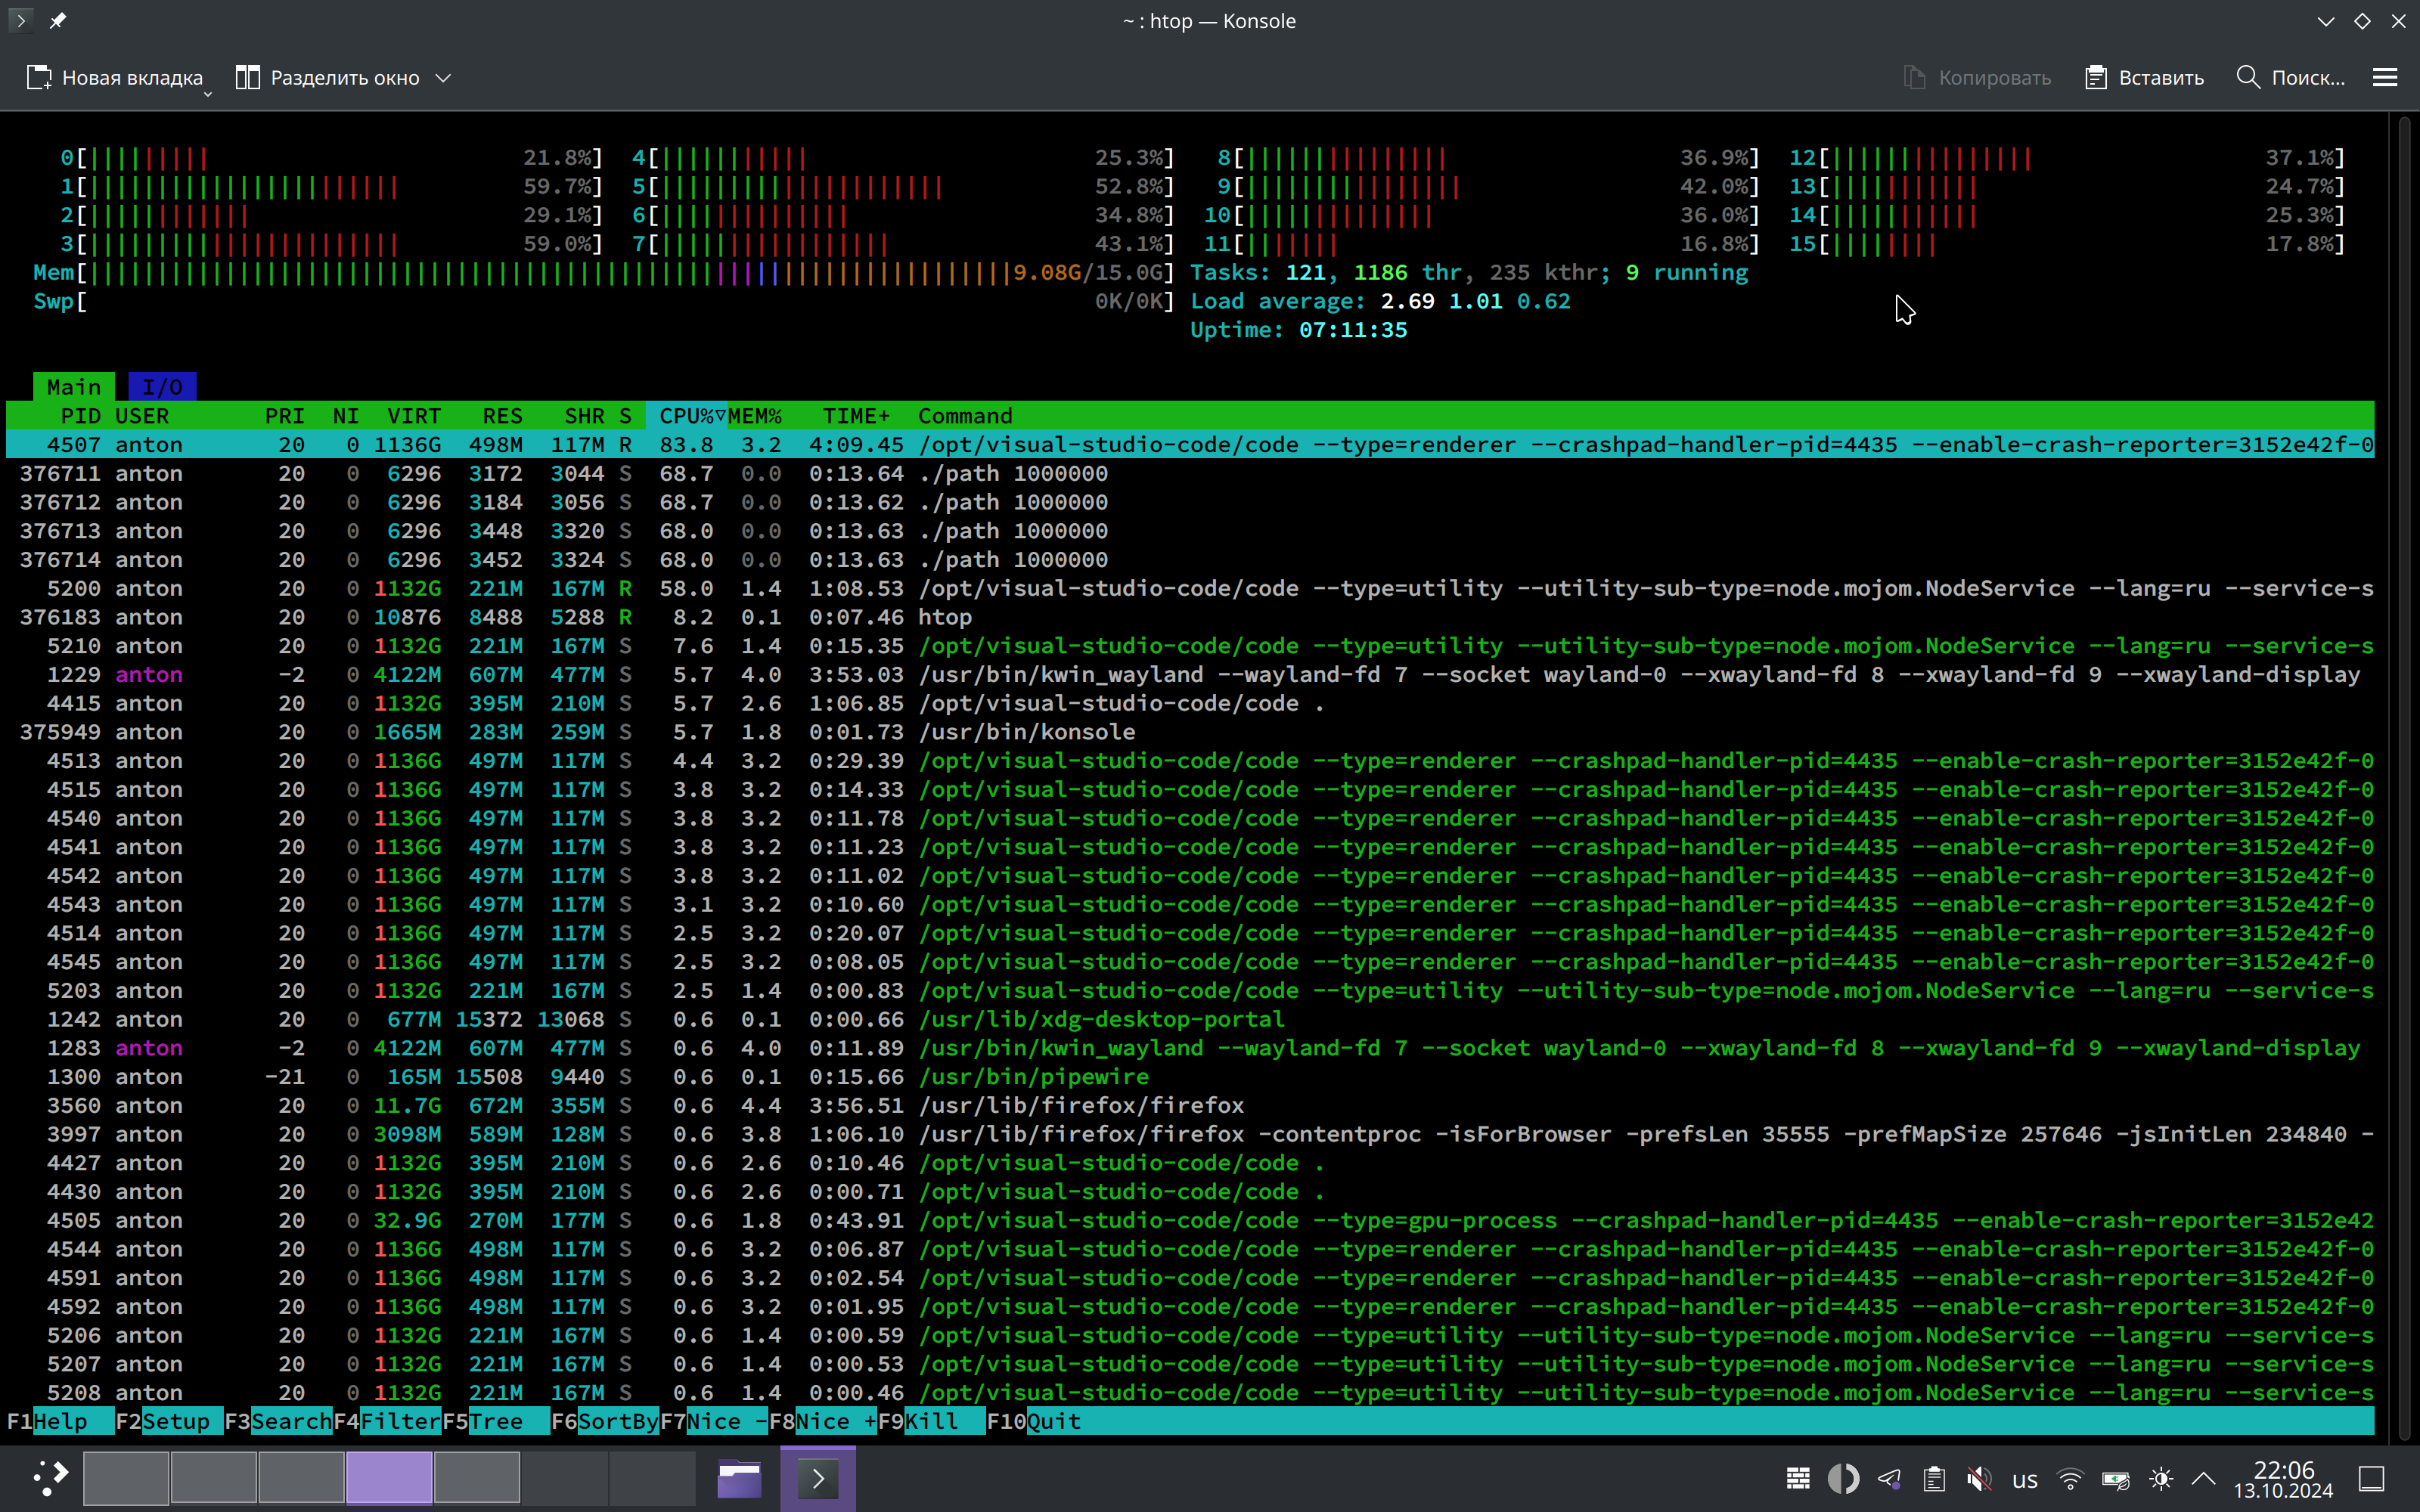 ~ : htop — Konsole
Новая вкладка Разделить окно Копировать Вставить Поиск...
0[||||||||| 21.8%] 4[||||||||||| 25.3%] 8[|||||||||||||||| 36.9%] 12[|||||||||||||||| 37.1%]
1[|||||||||||||||||||||||| 59.7%] 5[|||||||||||||||||||||| 52.8%] 9[||||||||||||||||| 42.0%] 13[|||||||||||| 24.7%]
2[|||||||||||| 29.1%] 6[||||||||||||||| 34.8%] 10[||||||||||||||| 36.0%] 14[|||||||||||| 25.3%]
3[|||||||||||||||||||||||| 59.0%] 7[|||||||||||||||||| 43.1%] 11[||||||| 16.8%] 15[||||||||| 17.8%]
Mem[||||||||||||||||||||||||||||||||||||||||||||||||||||||||||||||||||||9.08G/15.0G] Tasks: 121, 1186 thr, 235 kthr; 9 running
Swp[ 0K/0K] Load average: 2.69 1.01 0.62
Uptime: 07:11:35
Main I/O
PID USER PRI NI VIRT RES SHR S CPU%▽MEM% TIME+ Command
4507 anton 20 0 1136G 498M 117M R 83.8 3.2 4:09.45 /opt/visual-studio-code/code --type=renderer --crashpad-handler-pid=4435 --enable-crash-reporter=3152e42f-0
376711 anton 20 0 6296 3172 3044 S 68.7 0.0 0:13.64 ./path 1000000
376712 anton 20 0 6296 3184 3056 S 68.7 0.0 0:13.62 ./path 1000000
376713 anton 20 0 6296 3448 3320 S 68.0 0.0 0:13.63 ./path 1000000
376714 anton 20 0 6296 3452 3324 S 68.0 0.0 0:13.63 ./path 1000000
5200 anton 20 0 1132G 221M 167M R 58.0 1.4 1:08.53 /opt/visual-studio-code/code --type=utility --utility-sub-type=node.mojom.NodeService --lang=ru --service-s
376183 anton 20 0 10876 8488 5288 R 8.2 0.1 0:07.46 htop
5210 anton 20 0 1132G 221M 167M S 7.6 1.4 0:15.35 /opt/visual-studio-code/code --type=utility --utility-sub-type=node.mojom.NodeService --lang=ru --service-s
1229 anton -2 0 4122M 607M 477M S 5.7 4.0 3:53.03 /usr/bin/kwin_wayland --wayland-fd 7 --socket wayland-0 --xwayland-fd 8 --xwayland-fd 9 --xwayland-display
4415 anton 20 0 1132G 395M 210M S 5.7 2.6 1:06.85 /opt/visual-studio-code/code .
375949 anton 20 0 1665M 283M 259M S 5.7 1.8 0:01.73 /usr/bin/konsole
4513 anton 20 0 1136G 497M 117M S 4.4 3.2 0:29.39 /opt/visual-studio-code/code --type=renderer --crashpad-handler-pid=4435 --enable-crash-reporter=3152e42f-0
4515 anton 20 0 1136G 497M 117M S 3.8 3.2 0:14.33 /opt/visual-studio-code/code --type=renderer --crashpad-handler-pid=4435 --enable-crash-reporter=3152e42f-0
4540 anton 20 0 1136G 497M 117M S 3.8 3.2 0:11.78 /opt/visual-studio-code/code --type=renderer --crashpad-handler-pid=4435 --enable-crash-reporter=3152e42f-0
4541 anton 20 0 1136G 497M 117M S 3.8 3.2 0:11.23 /opt/visual-studio-code/code --type=renderer --crashpad-handler-pid=4435 --enable-crash-reporter=3152e42f-0
4542 anton 20 0 1136G 497M 117M S 3.8 3.2 0:11.02 /opt/visual-studio-code/code --type=renderer --crashpad-handler-pid=4435 --enable-crash-reporter=3152e42f-0
4543 anton 20 0 1136G 497M 117M S 3.1 3.2 0:10.60 /opt/visual-studio-code/code --type=renderer --crashpad-handler-pid=4435 --enable-crash-reporter=3152e42f-0
4514 anton 20 0 1136G 497M 117M S 2.5 3.2 0:20.07 /opt/visual-studio-code/code --type=renderer --crashpad-handler-pid=4435 --enable-crash-reporter=3152e42f-0
4545 anton 20 0 1136G 497M 117M S 2.5 3.2 0:08.05 /opt/visual-studio-code/code --type=renderer --crashpad-handler-pid=4435 --enable-crash-reporter=3152e42f-0
5203 anton 20 0 1132G 221M 167M S 2.5 1.4 0:00.83 /opt/visual-studio-code/code --type=utility --utility-sub-type=node.mojom.NodeService --lang=ru --service-s
1242 anton 20 0 677M 15372 13068 S 0.6 0.1 0:00.66 /usr/lib/xdg-desktop-portal
1283 anton -2 0 4122M 607M 477M S 0.6 4.0 0:11.89 /usr/bin/kwin_wayland --wayland-fd 7 --socket wayland-0 --xwayland-fd 8 --xwayland-fd 9 --xwayland-display
1300 anton -21 0 165M 15508 9440 S 0.6 0.1 0:15.66 /usr/bin/pipewire
3560 anton 20 0 11.7G 672M 355M S 0.6 4.4 3:56.51 /usr/lib/firefox/firefox
3997 anton 20 0 3098M 589M 128M S 0.6 3.8 1:06.10 /usr/lib/firefox/firefox -contentproc -isForBrowser -prefsLen 35555 -prefMapSize 257646 -jsInitLen 234840 -
4427 anton 20 0 1132G 395M 210M S 0.6 2.6 0:10.46 /opt/visual-studio-code/code .
4430 anton 20 0 1132G 395M 210M S 0.6 2.6 0:00.71 /opt/visual-studio-code/code .
4505 anton 20 0 32.9G 270M 177M S 0.6 1.8 0:43.91 /opt/visual-studio-code/code --type=gpu-process --crashpad-handler-pid=4435 --enable-crash-reporter=3152e42
4544 anton 20 0 1136G 498M 117M S 0.6 3.2 0:06.87 /opt/visual-studio-code/code --type=renderer --crashpad-handler-pid=4435 --enable-crash-reporter=3152e42f-0
4591 anton 20 0 1136G 498M 117M S 0.6 3.2 0:02.54 /opt/visual-studio-code/code --type=renderer --crashpad-handler-pid=4435 --enable-crash-reporter=3152e42f-0
4592 anton 20 0 1136G 498M 117M S 0.6 3.2 0:01.95 /opt/visual-studio-code/code --type=renderer --crashpad-handler-pid=4435 --enable-crash-reporter=3152e42f-0
5206 anton 20 0 1132G 221M 167M S 0.6 1.4 0:00.59 /opt/visual-studio-code/code --type=utility --utility-sub-type=node.mojom.NodeService --lang=ru --service-s
5207 anton 20 0 1132G 221M 167M S 0.6 1.4 0:00.53 /opt/visual-studio-code/code --type=utility --utility-sub-type=node.mojom.NodeService --lang=ru --service-s
5208 anton 20 0 1132G 221M 167M S 0.6 1.4 0:00.46 /opt/visual-studio-code/code --type=utility --utility-sub-type=node.mojom.NodeService --lang=ru --service-s
F1Help F2Setup F3SearchF4FilterF5Tree F6SortByF7Nice -F8Nice +F9Kill F10Quit
us 22:06
13.10.2024